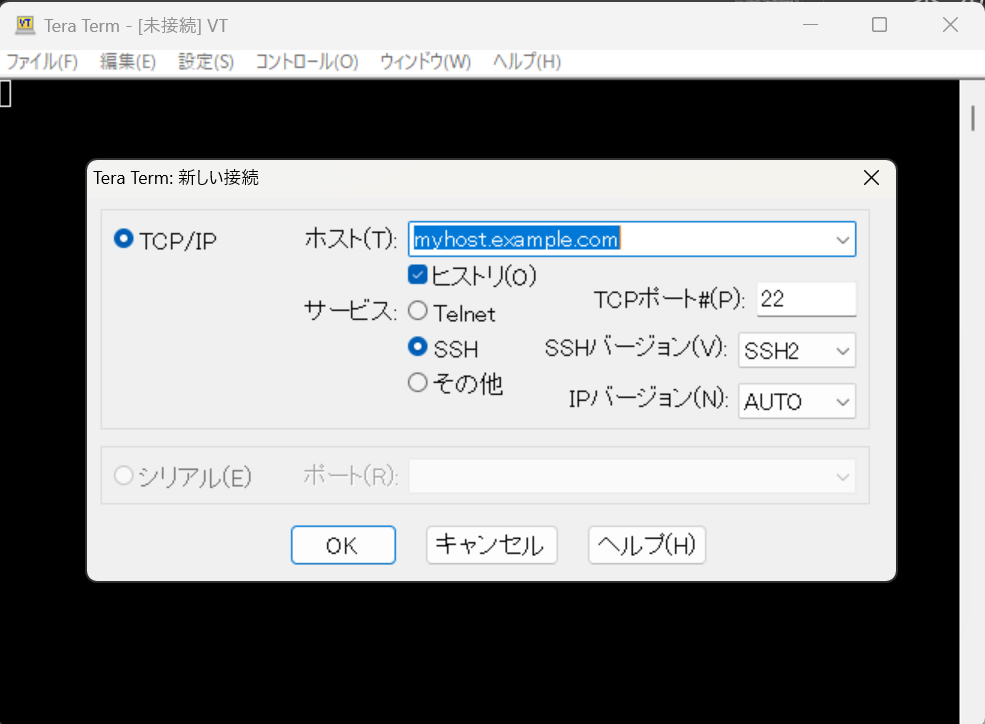 Tera Term - [未接続] VT
ファイル(F) 編集(E) 設定(S) コントロール(O) ウィンドウ(W) ヘルプ(H)
Tera Term: 新しい接続
TCP/IP
ホスト(T): myhost.example.com
ヒストリ(O)
サービス: Telnet
SSH
その他
TCPポート#(P): 22
SSHバージョン(V): SSH2
IPバージョン(N): AUTO
シリアル(E) ポート(R):
OK キャンセル ヘルプ(H)